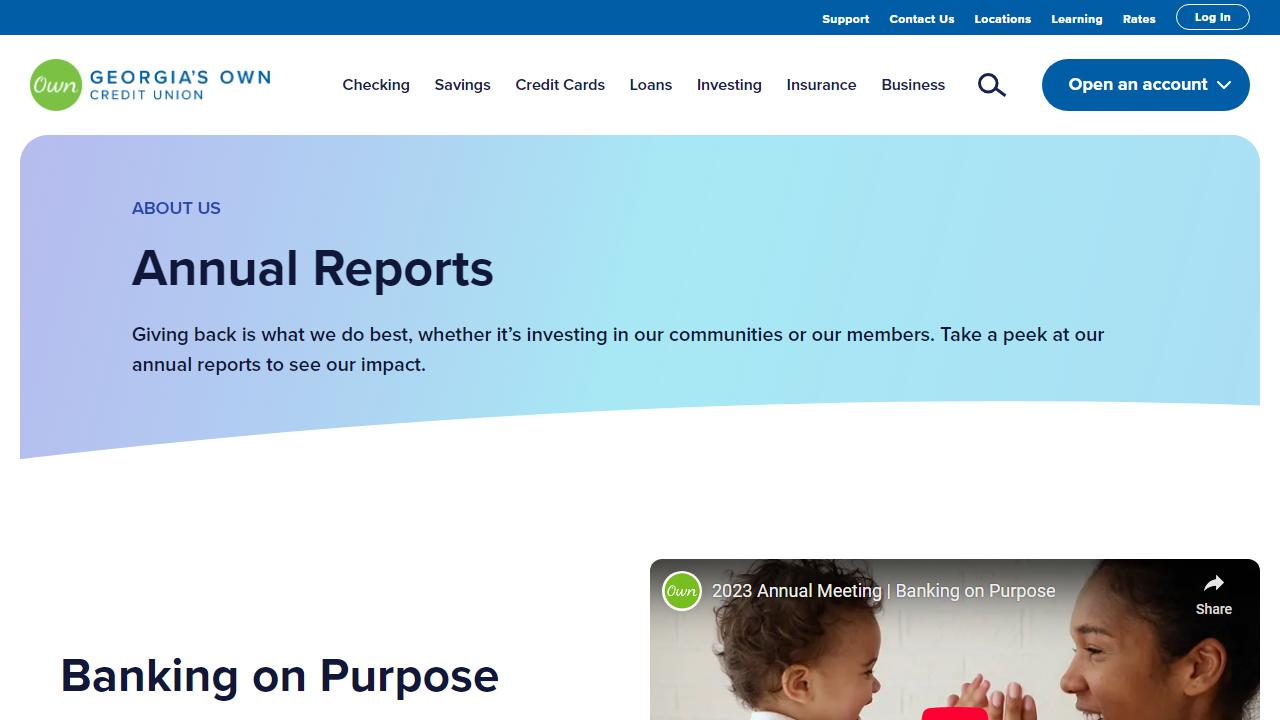 Support Contact Us Locations Learning Rates Log In
Own GEORGIA'S OWN
CREDIT UNION
Checking Savings Credit Cards Loans Investing Insurance Business
Open an account
ABOUT US
Annual Reports
Giving back is what we do best, whether it’s investing in our communities or our members. Take a peek at our
annual reports to see our impact.
Own 2023 Annual Meeting | Banking on Purpose
Share
Banking on Purpose